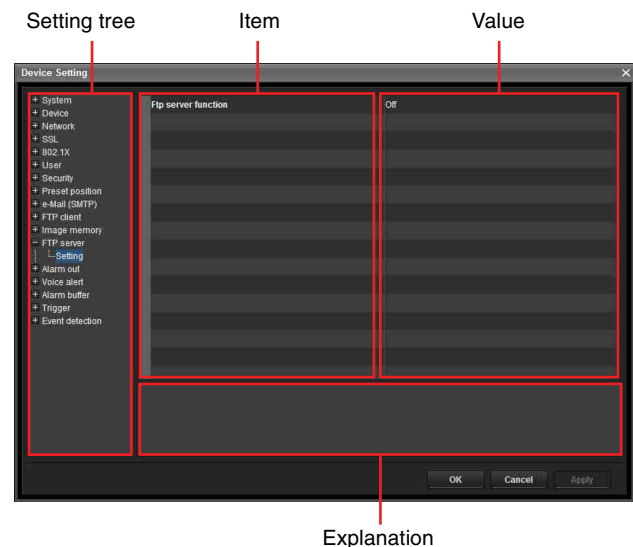 Setting tree
Item
Value
Device Setting
System
Device
Network
SSL
802.1X
User
Security
Preset position
e-Mail (SMTP)
FTP client
Image memory
FTP server
Setting
Alarm out
Voice alert
Alarm buffer
Trigger
Event detection
Ftp server function
Off
OK
Cancel
Apply
Explanation